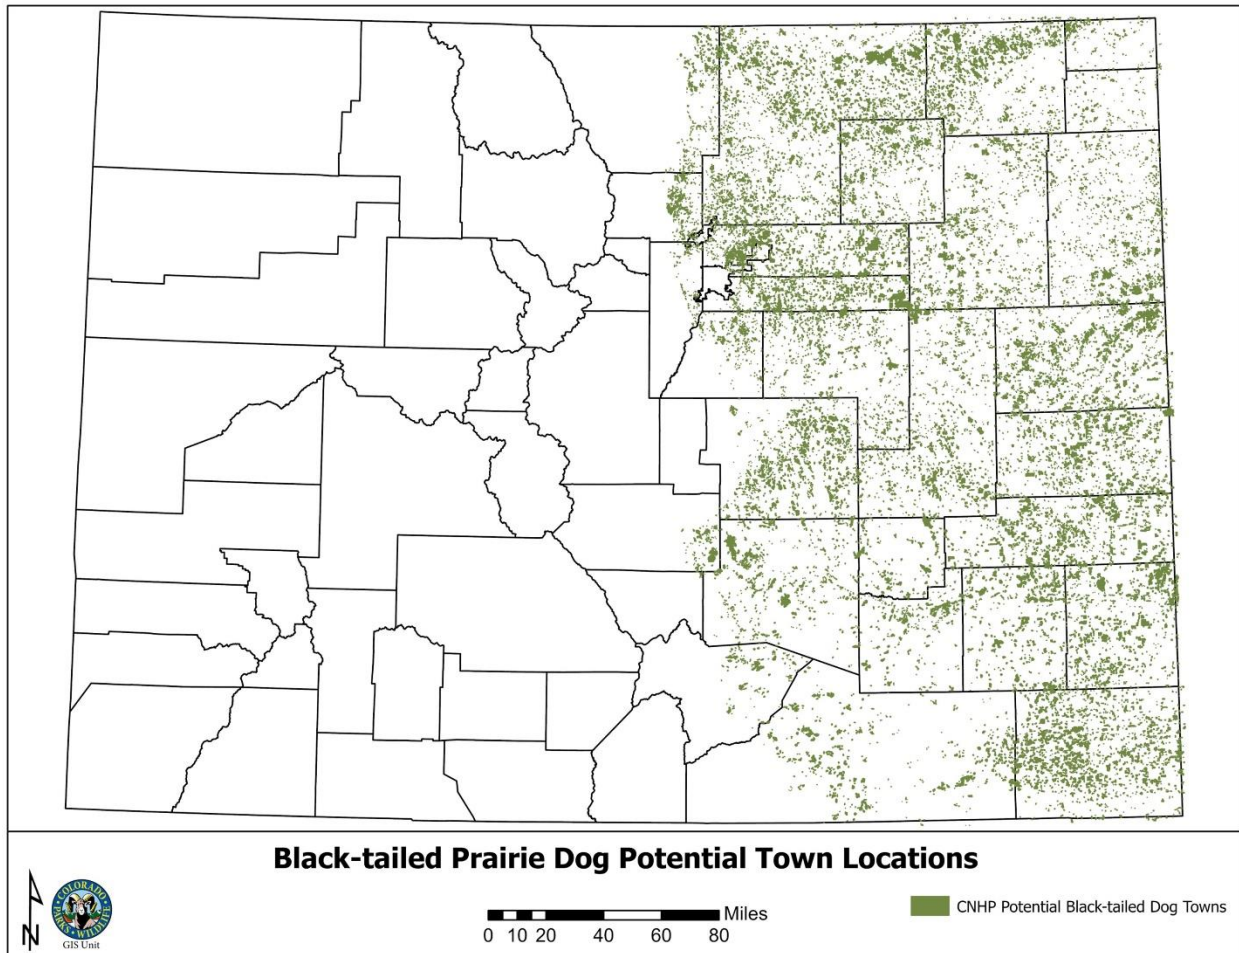 Black-tailed Prairie Dog Potential Town Locations
N
COLORADO
PARKS • WILDLIFE
GIS Unit
Miles
0 10 20 40 60 80
CNHP Potential Black-tailed Dog Towns